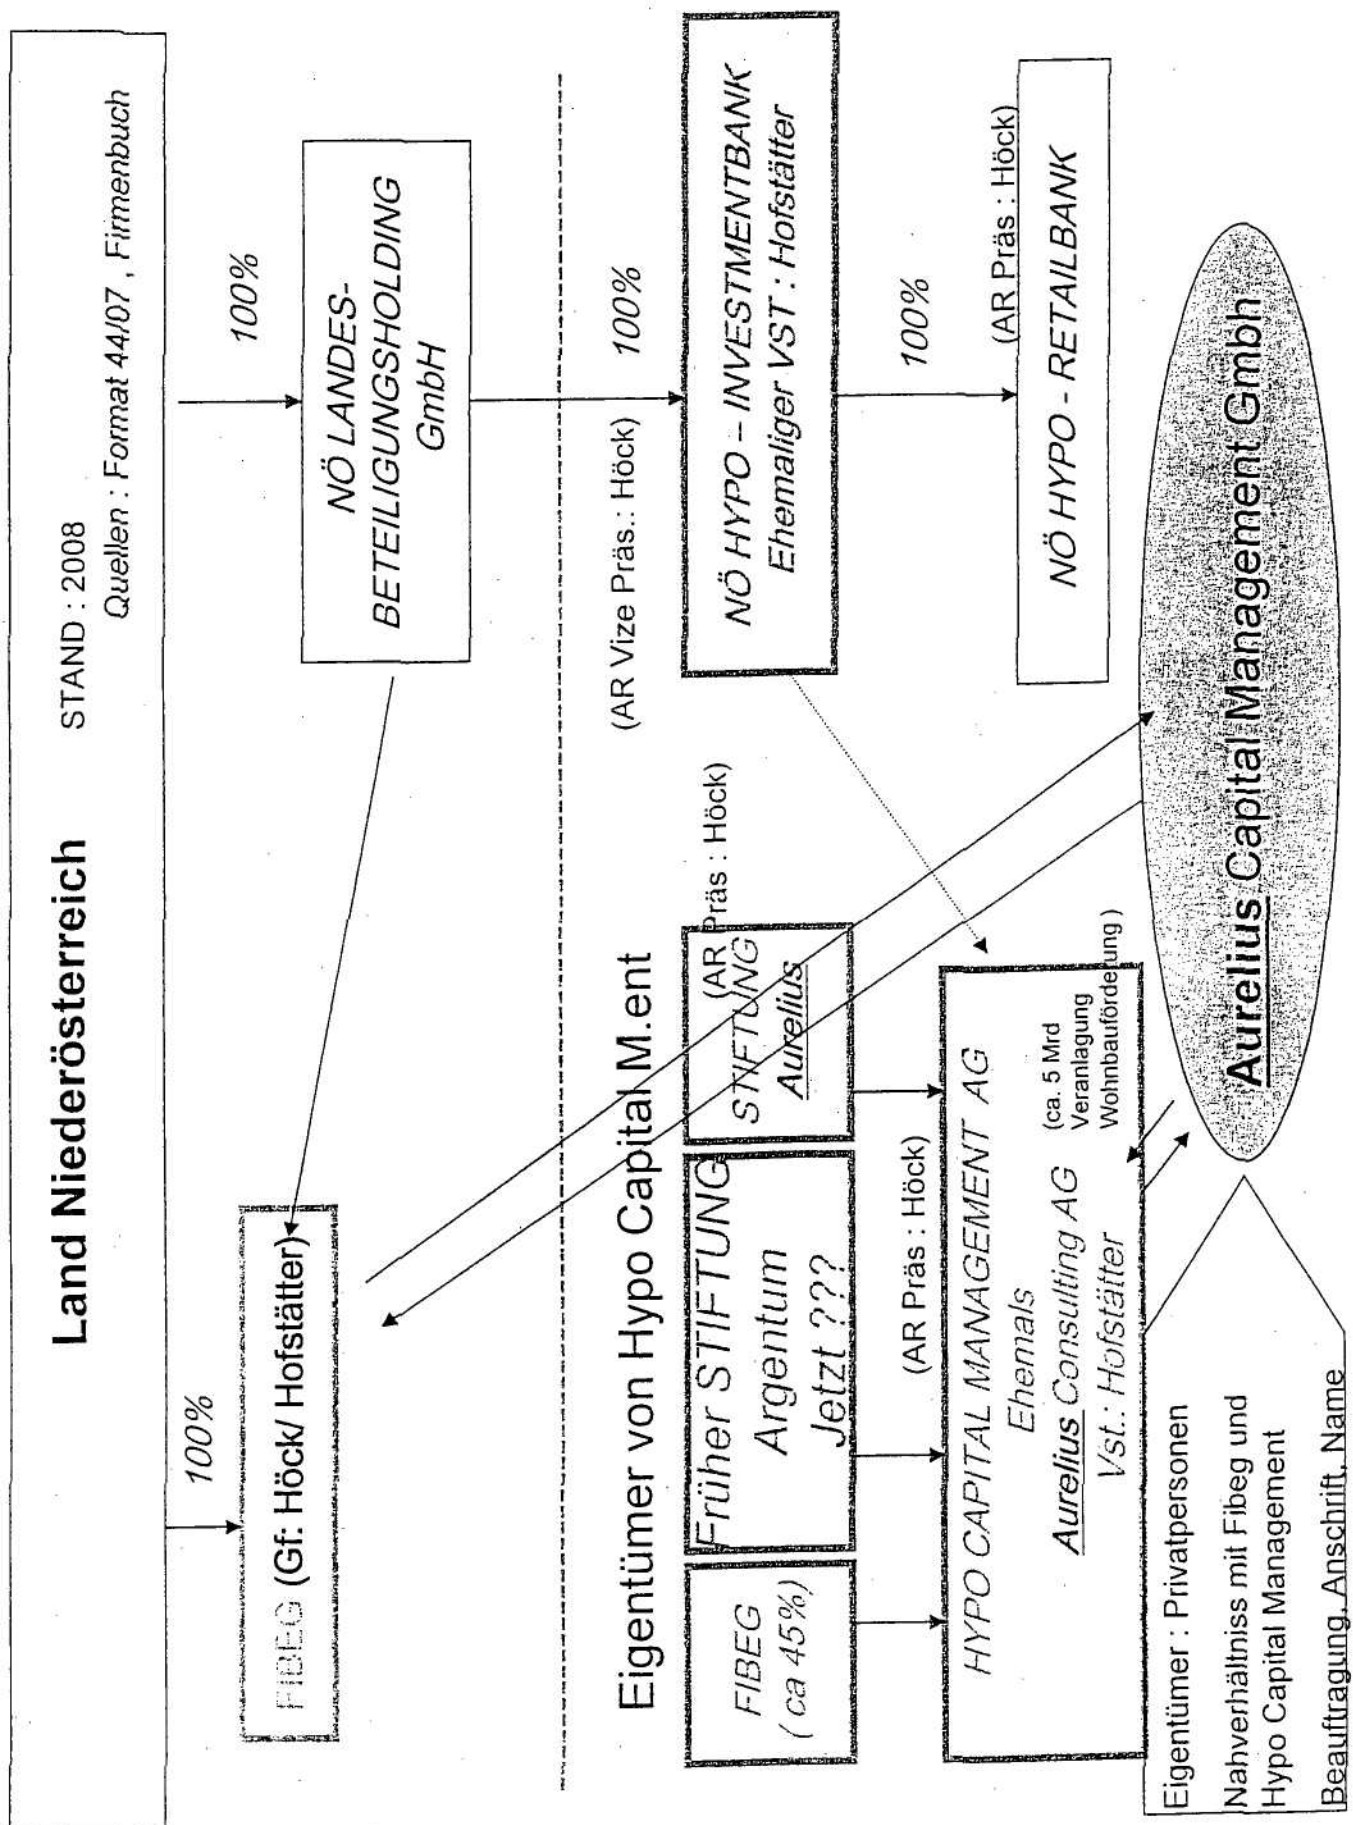 Land Niederösterreich
STAND : 2008
Quellen : Format 44/07 , Firmenbuch
100%
100%
FIBEG (Gf. Höck/ Hofstätter)
NÖ LANDES-
BETEILIGUNGSHOLDING
GmbH
Eigentümer von Hypo Capital M.ent
(AR Vize Präs.: Höck)
100%
FIBEG
( ca 45%)
Früher STIFTUNG
Argentum
Jetzt ???
(AR Präs : Höck)
STIFTUNG
Aurelius
NÖ HYPO – INVESTMENTBANK
Ehemaliger VST : Hofstätter
(AR Präs : Höck)
100%
HYPO CAPITAL MANAGEMENT AG
Ehemals
Aurelius Consulting AG
Vst.: Hofstätter
(ca. 5 Mrd
Veranlagung
Wohnbauförderung )
(AR Präs : Höck)
NÖ HYPO - RETAILBANK
Aurelius Capital Management Gmbh
Eigentümer : Privatpersonen
Nahverhältniss mit Fibeg und
Hypo Capital Management
Beauftragung, Anschrift, Name